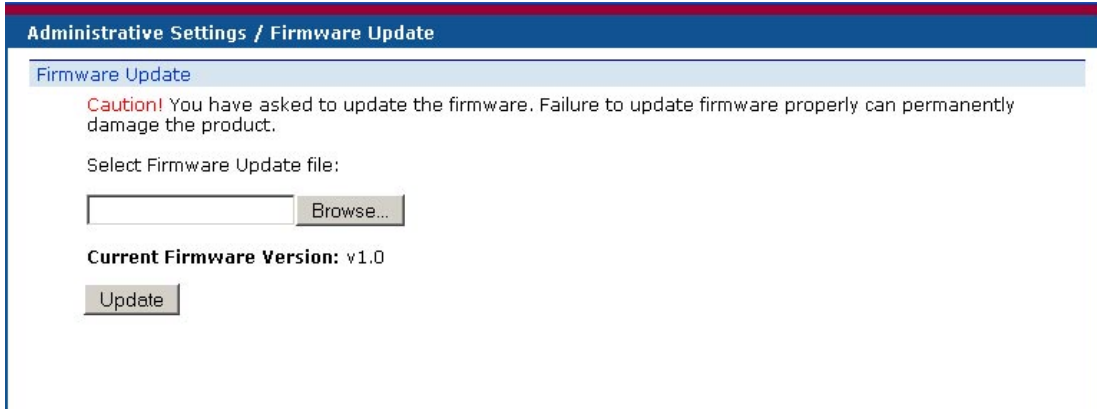 Administrative Settings / Firmware Update
Firmware Update
Caution! You have asked to update the firmware. Failure to update firmware properly can permanently
damage the product.
Select Firmware Update file:
Browse...
Current Firmware Version: v1.0
Update